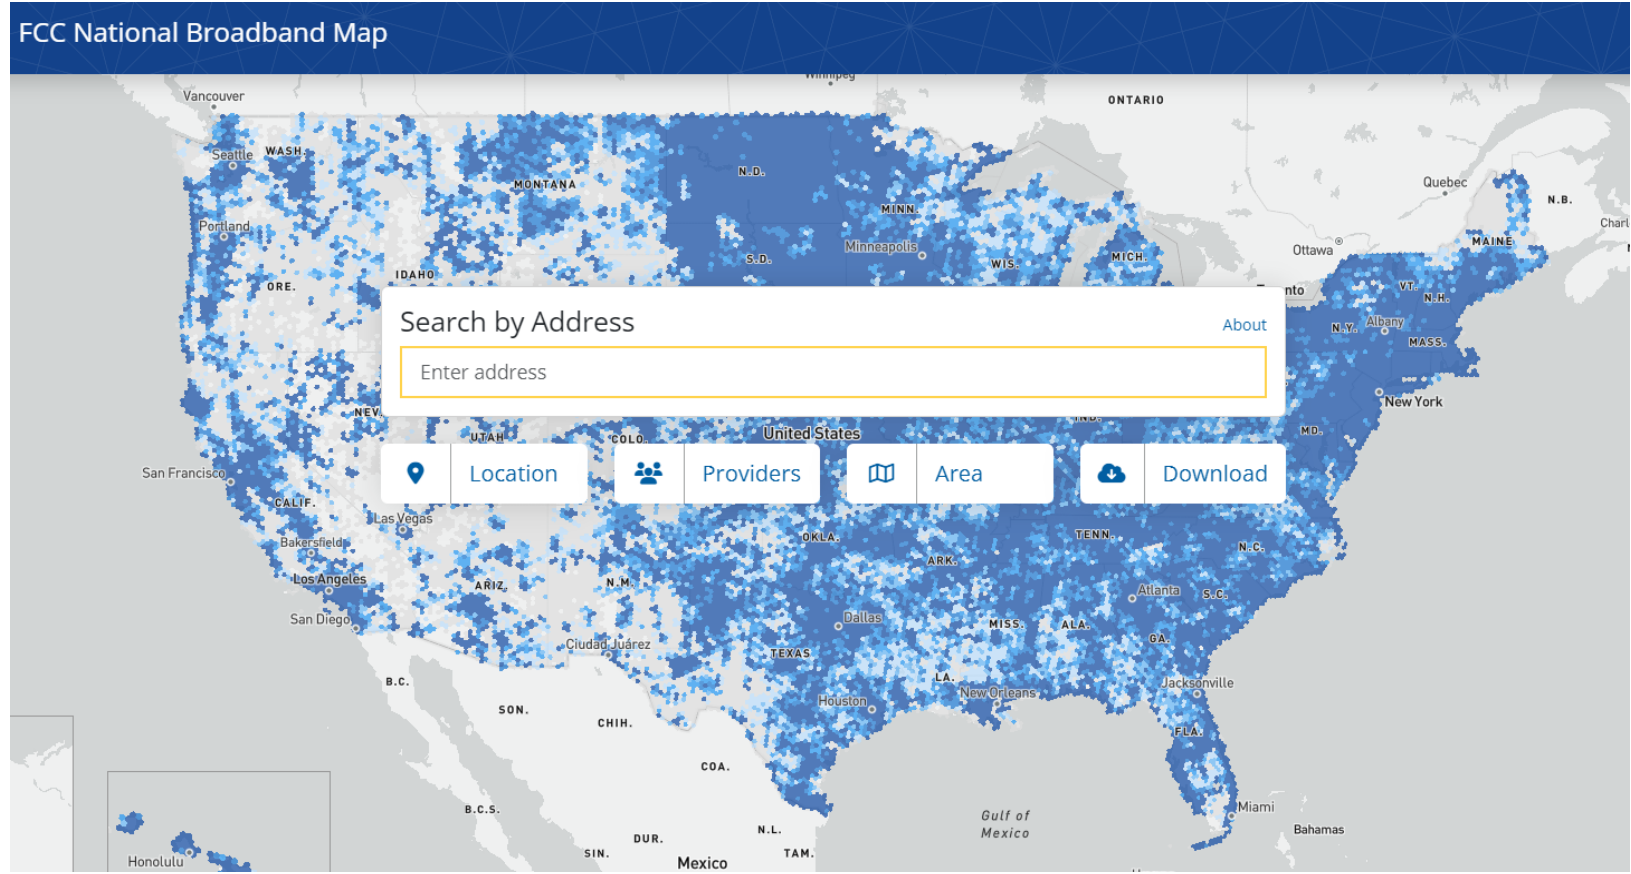 FCC National Broadband Map
Winnipeg
Vancouver
ONTARIO
Seattle
WASH.
N.D.
MONTANA
Quebec
N.B.
MINN.
Portland
Minneapolis
Ottawa
MAINE
S.D.
WIS.
MICH.
IDAHO
ORE.
VT.
N.H.
Search by Address
About
N.Y.
Albany
MASS.
Enter address
New York
NEV.
IND.
UTAH
COLO.
United States
MD.
San Francisco
Location
Providers
Area
Download
CALIF.
Las Vegas
Bakersfield
OKLA.
TENN.
N.C.
ARK.
Los Angeles
ARIZ.
N.M.
Atlanta
S.C.
San Diego
Dallas
MISS.
ALA.
GA.
Ciudad Juárez
TEXAS
B.C.
LA.
New Orleans
Jacksonville
Houston
SON.
CHIH.
FLA.
COA.
B.C.S.
Gulf of
Mexico
Miami
Bahamas
DUR.
N.L.
SIN.
TAM.
Honolulu
Mexico